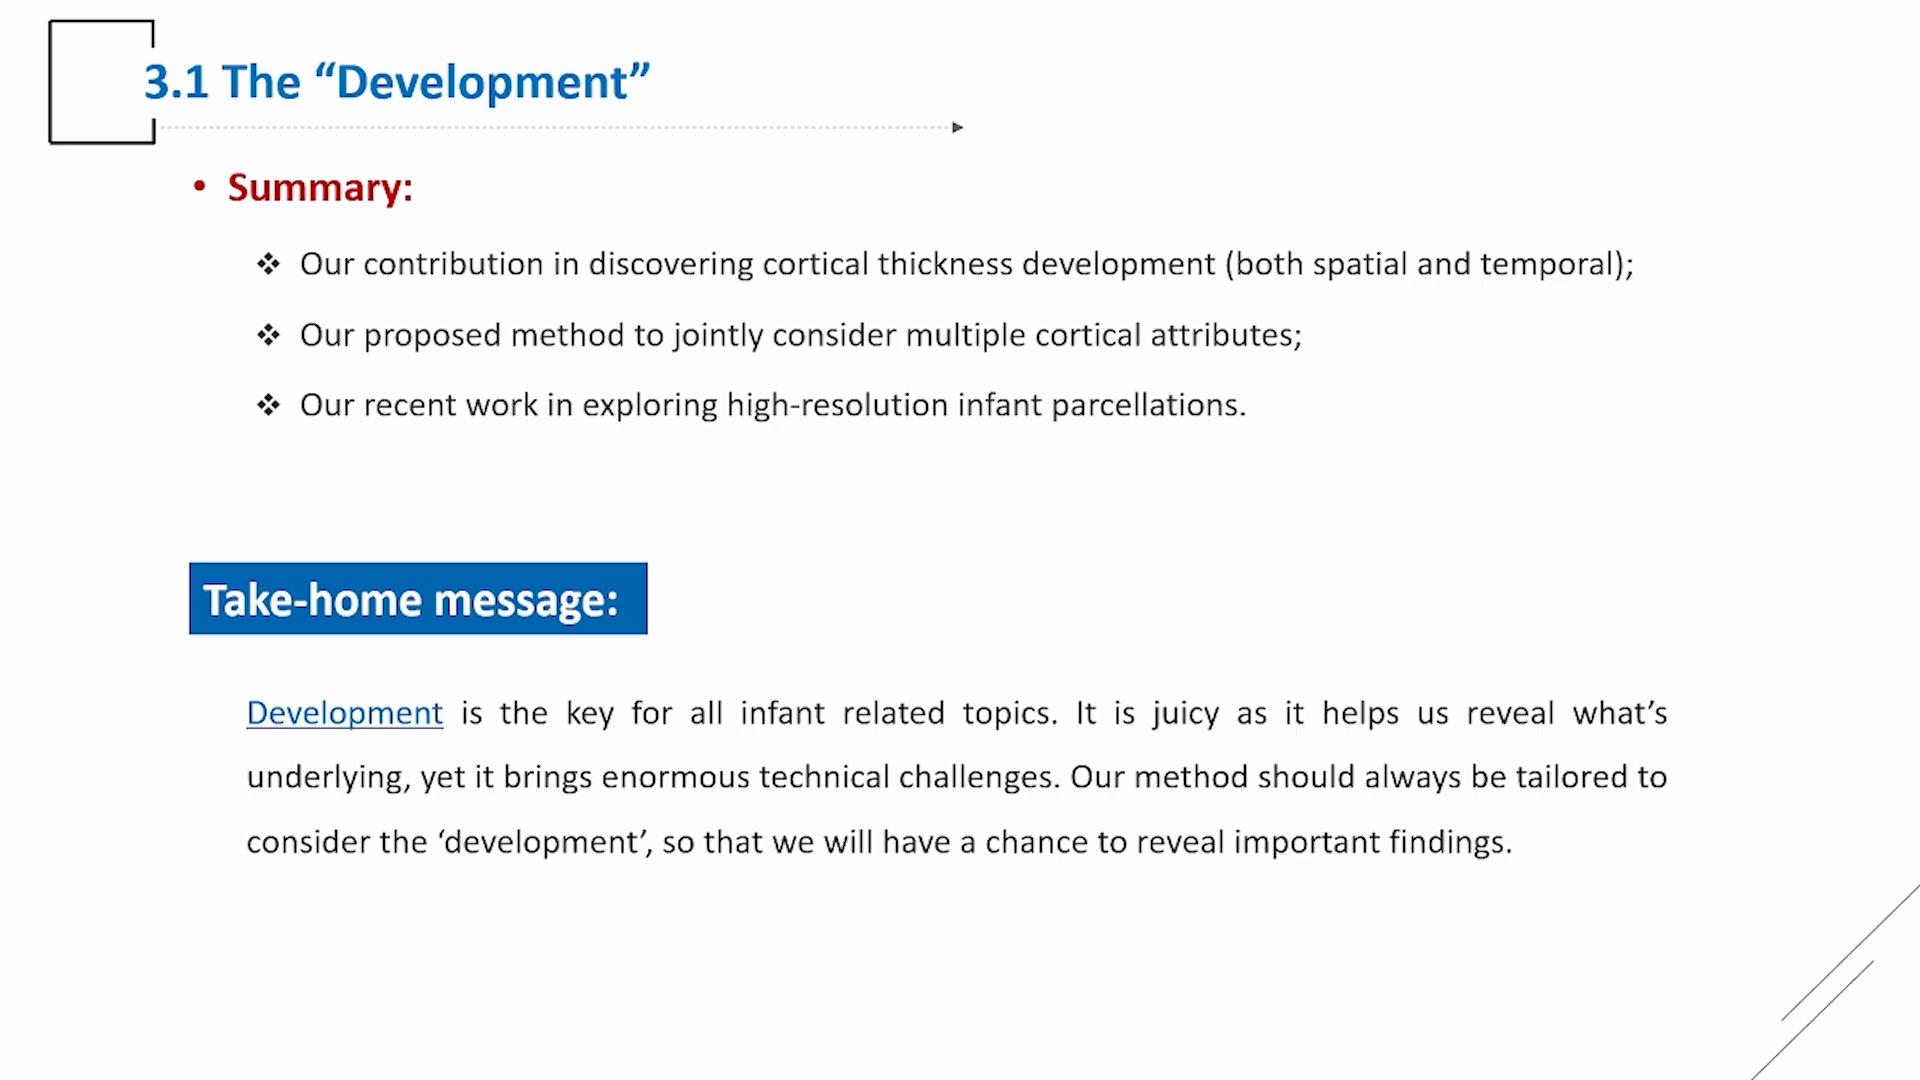 3.1 The “Development”
• Summary:
❖ Our contribution in discovering cortical thickness development (both spatial and temporal);
❖ Our proposed method to jointly consider multiple cortical attributes;
❖ Our recent work in exploring high-resolution infant parcellations.
Take-home message:
Development is the key for all infant related topics. It is juicy as it helps us reveal what’s
underlying, yet it brings enormous technical challenges. Our method should always be tailored to
consider the ‘development’, so that we will have a chance to reveal important findings.